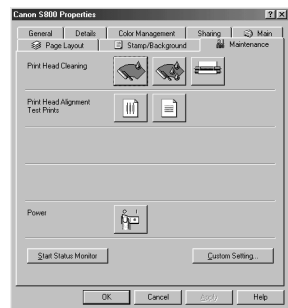 Canon S800 Properties
General Details Color Management Sharing Main
Page Layout Stamp/Background Maintenance
Print Head Cleaning
Print Head Alignment
Test Prints
Power
Start Status Monitor Custom Setting...
OK Cancel Apply Help